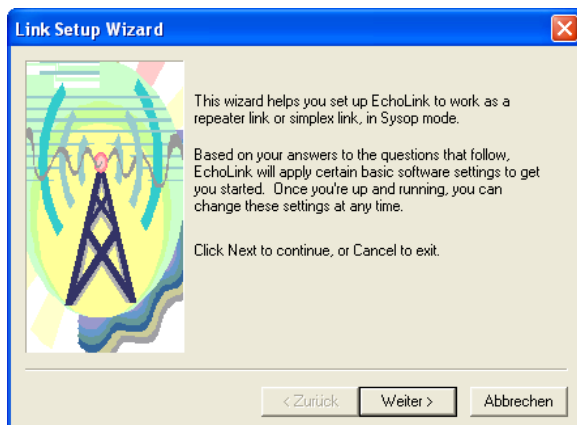 Link Setup Wizard
This wizard helps you set up EchoLink to work as a
repeater link or simplex link, in Sysop mode.
Based on your answers to the questions that follow,
EchoLink will apply certain basic software settings to get
you started. Once you're up and running, you can
change these settings at any time.
Click Next to continue, or Cancel to exit.
< Zurück
Weiter >
Abbrechen